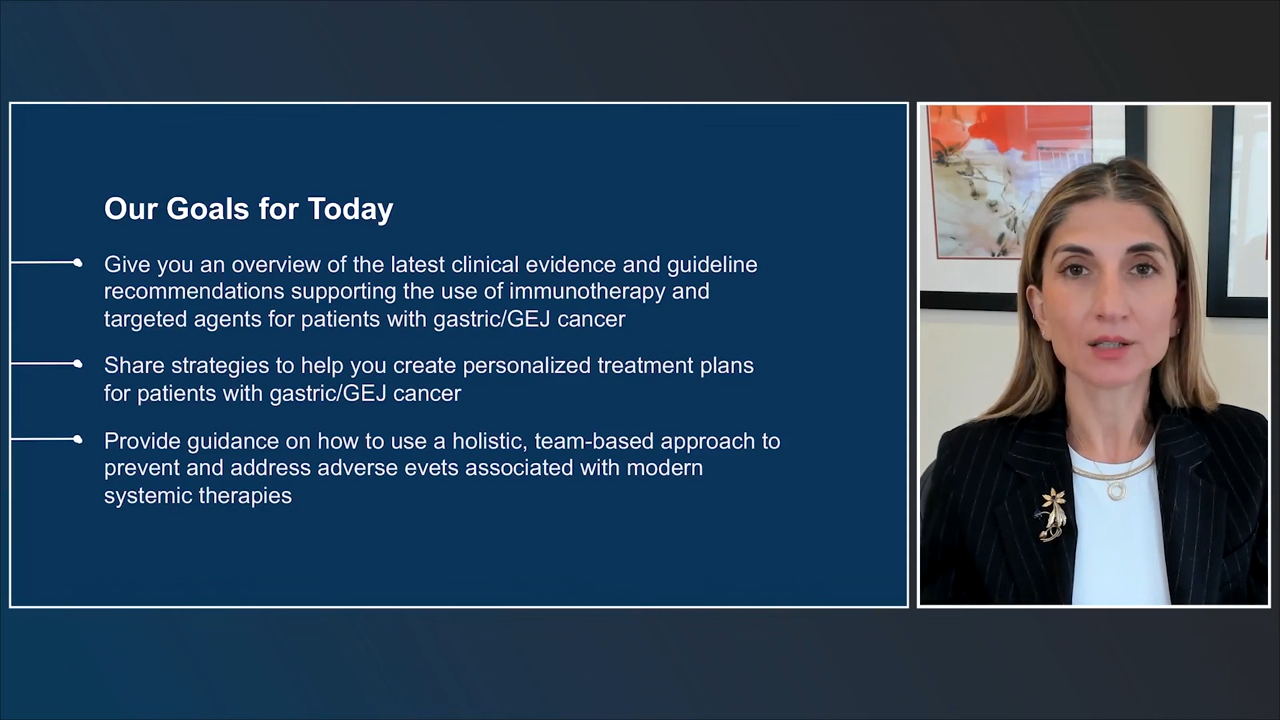 Our Goals for Today
Give you an overview of the latest clinical evidence and guideline
recommendations supporting the use of immunotherapy and
targeted agents for patients with gastric/GEJ cancer
Share strategies to help you create personalized treatment plans
for patients with gastric/GEJ cancer
Provide guidance on how to use a holistic, team-based approach to
prevent and address adverse evets associated with modern
systemic therapies